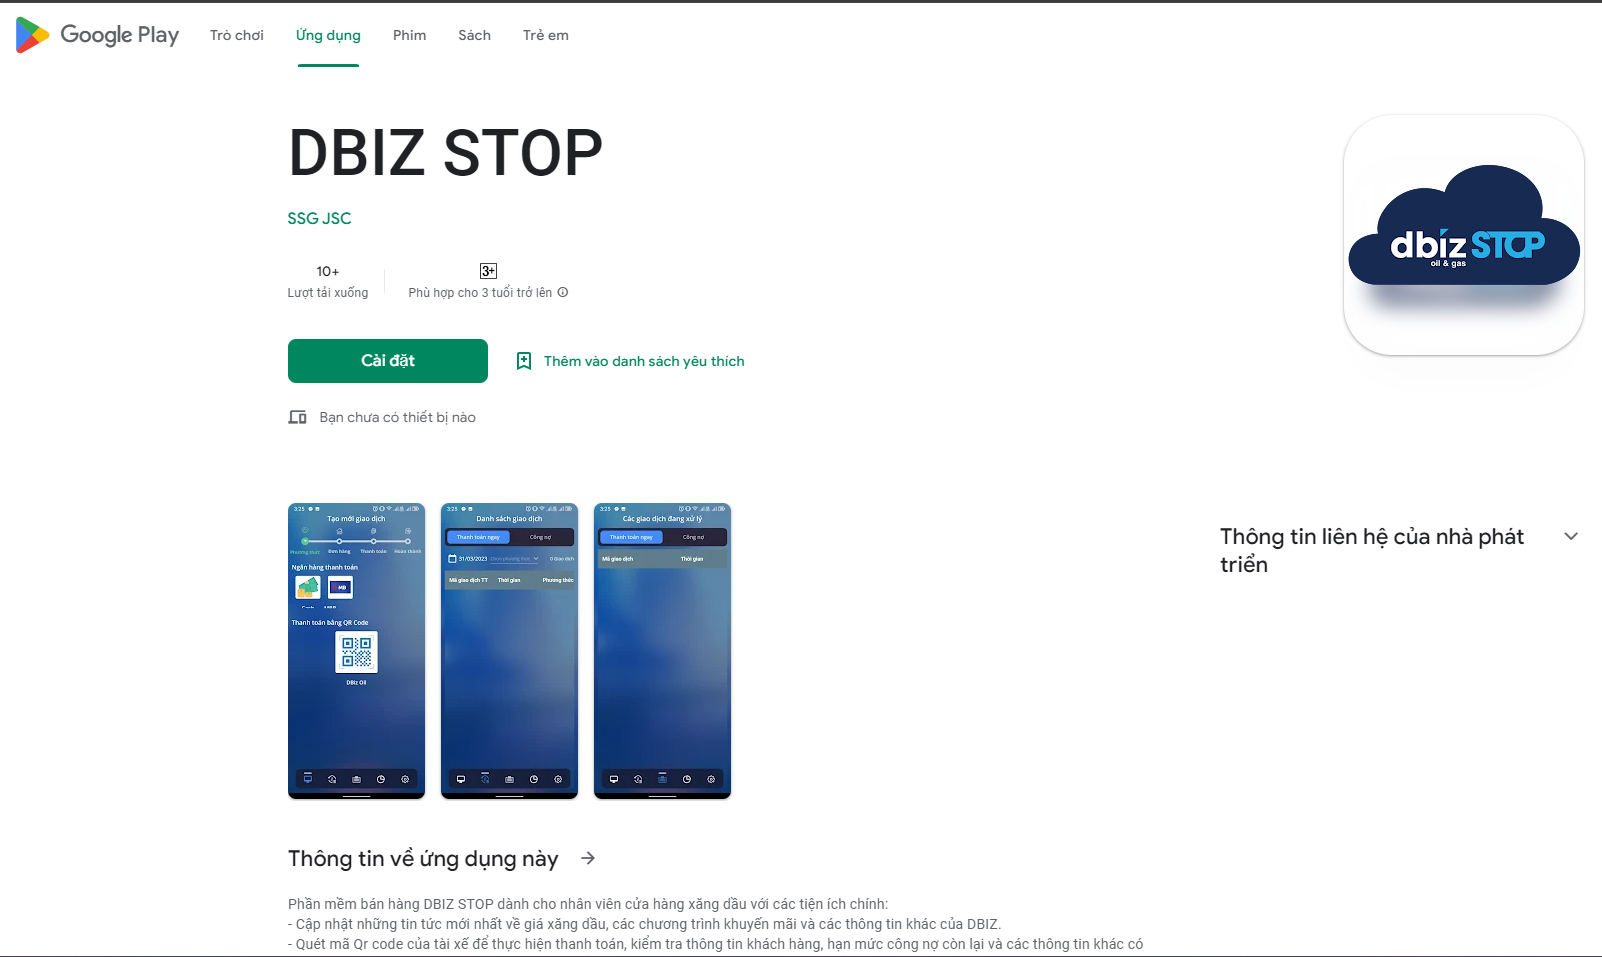 Google Play Trò chơi Ứng dụng Phim Sách Trẻ em
DBIZ STOP
SSG JSC
10+
Lượt tải xuống
3+
Phù hợp cho 3 tuổi trở lên
Cài đặt
Thêm vào danh sách yêu thích
Bạn chưa có thiết bị nào
dbiz STOP
oil & gas
3:25
Tạo mới giao dịch
Phương thức Đơn hàng Thanh toán Hoàn thành
Ngân hàng thanh toán
MB
Thanh toán bằng QR Code
DBiz Oil
3:25
Danh sách giao dịch
Thanh toán ngay Công nợ
31/03/2023 Chọn phương thức 0 Giao dịch
Mã giao dịch TT Thời gian Phương thức
3:25
Các giao dịch đang xử lý
Thanh toán ngay Công nợ
Mã giao dịch Thời gian
Thông tin liên hệ của nhà phát
triển
Thông tin về ứng dụng này
Phần mềm bán hàng DBIZ STOP dành cho nhân viên cửa hàng xăng dầu với các tiện ích chính:
- Cập nhật những tin tức mới nhất về giá xăng dầu, các chương trình khuyến mãi và các thông tin khác của DBIZ.
- Quét mã Qr code của tài xế để thực hiện thanh toán, kiểm tra thông tin khách hàng, hạn mức công nợ còn lại và các thông tin khác có